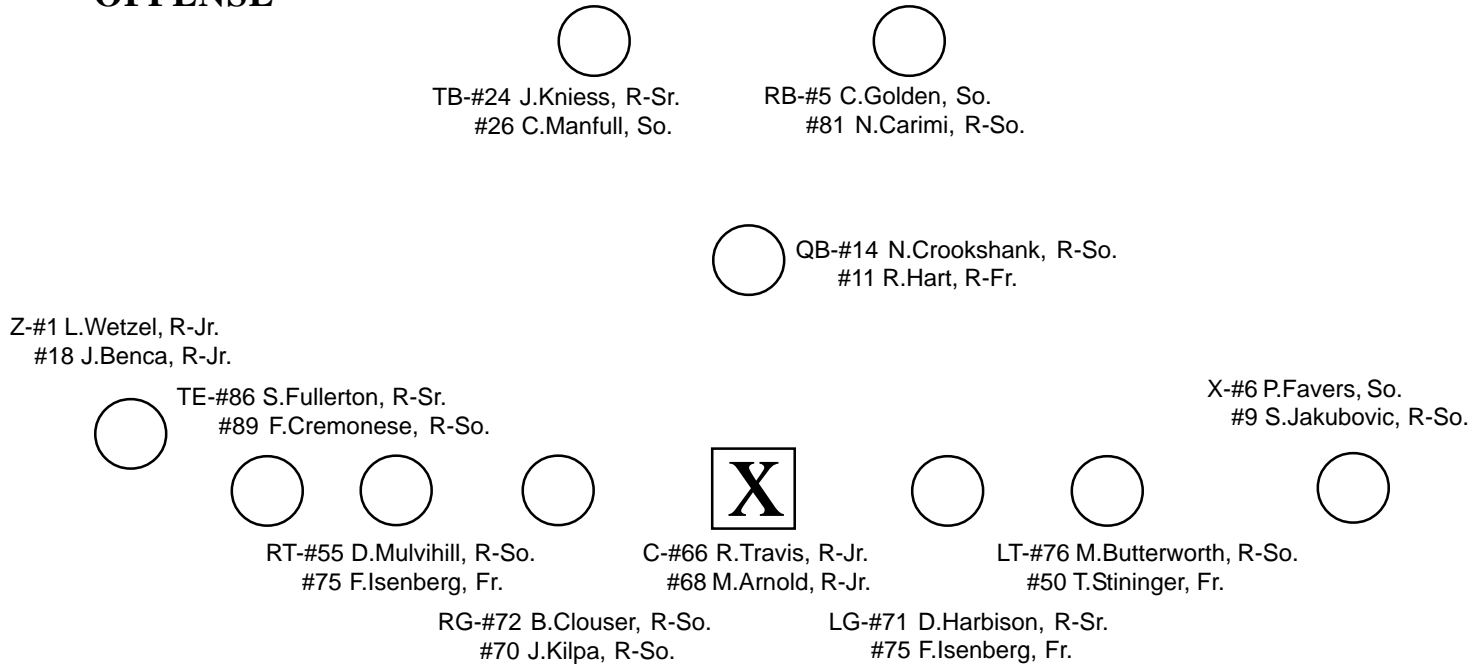 OFFENSE
TB-#24 J.Kniess, R-Sr.
#26 C.Manfull, So.
RB-#5 C.Golden, So.
#81 N.Carimi, R-So.
QB-#14 N.Crookshank, R-So.
#11 R.Hart, R-Fr.
Z-#1 L.Wetzel, R-Jr.
#18 J.Benca, R-Jr.
TE-#86 S.Fullerton, R-Sr.
#89 F.Cremonese, R-So.
X-#6 P.Favers, So.
#9 S.Jakubovic, R-So.
X
RT-#55 D.Mulvihill, R-So.
#75 F.Isenberg, Fr.
C-#66 R.Travis, R-Jr.
#68 M.Arnold, R-Jr.
LT-#76 M.Butterworth, R-So.
#50 T.Stininger, Fr.
RG-#72 B.Clouser, R-So.
#70 J.Kilpa, R-So.
LG-#71 D.Harbison, R-Sr.
#75 F.Isenberg, Fr.